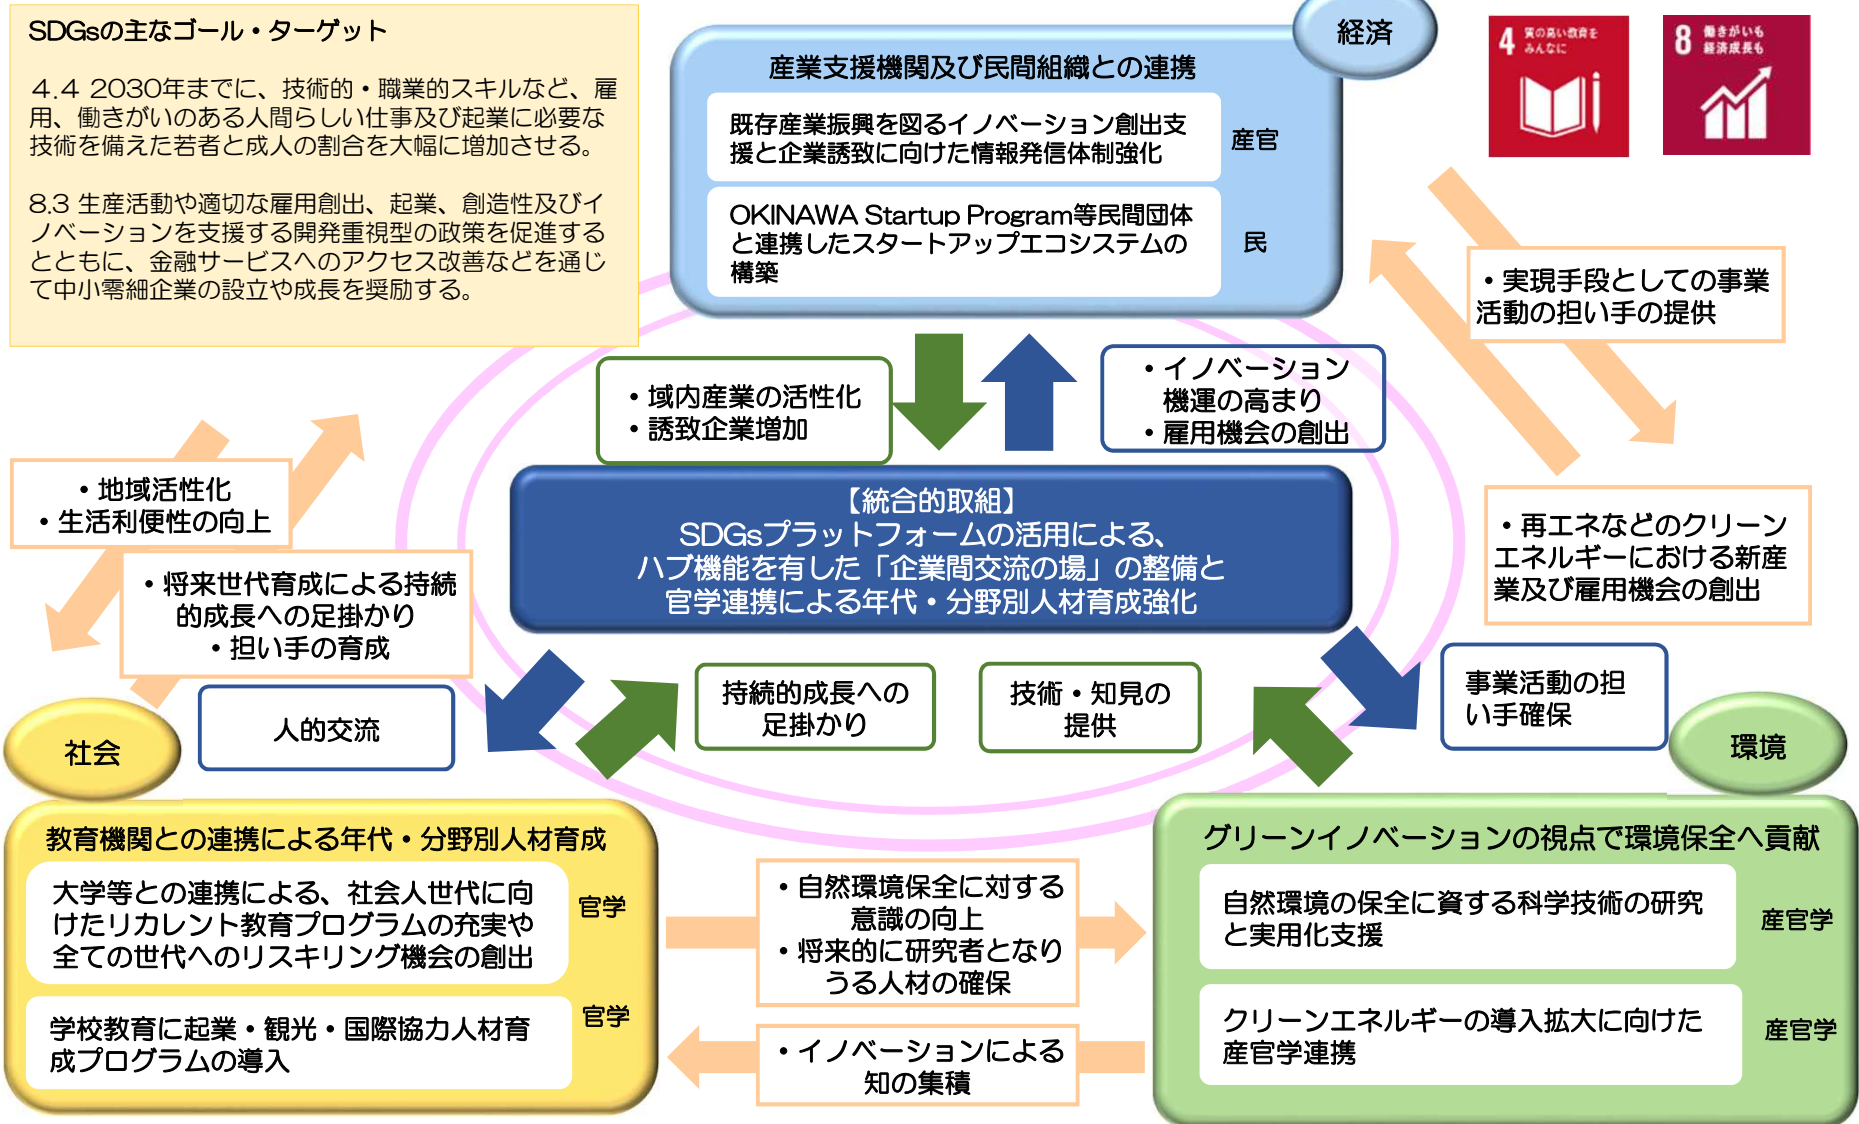 SDGsの主なゴール・ターゲット
4.4 2030年までに、技術的・職業的スキルなど、雇
用、働きがいのある人間らしい仕事及び起業に必要な
技術を備えた若者と成人の割合を大幅に増加させる。
8.3 生産活動や適切な雇用創出、起業、創造性及びイ
ノベーションを支援する開発重視型の政策を促進する
とともに、金融サービスへのアクセス改善などを通じ
て中小零細企業の設立や成長を奨励する。
経済
産業支援機関及び民間組織との連携
既存産業振興を図るイノベーション創出支
援と企業誘致に向けた情報発信体制強化
産官
OKINAWA Startup Program等民間団体
と連携したスタートアップエコシステムの
構築
民
4 質の高い教育を
みんなに
8 働きがいも
経済成長も
・実現手段としての事業
活動の担い手の提供
・域内産業の活性化
・誘致企業増加
・イノベーション
機運の高まり
・雇用機会の創出
・地域活性化
・生活利便性の向上
・将来世代育成による持続
的成長への足掛かり
・担い手の育成
【統合的取組】
SDGsプラットフォームの活用による、
ハブ機能を有した「企業間交流の場」の整備と
官学連携による年代・分野別人材育成強化
・再エネなどのクリーン
エネルギーにおける新産
業及び雇用機会の創出
人的交流
持続的成長への
足掛かり
技術・知見の
提供
事業活動の担
い手確保
社会
環境
教育機関との連携による年代・分野別人材育成
大学等との連携による、社会人世代に向
けたリカレント教育プログラムの充実や
全ての世代へのリスキリング機会の創出
官学
学校教育に起業・観光・国際協力人材育
成プログラムの導入
官学
・自然環境保全に対する
意識の向上
・将来的に研究者となり
うる人材の確保
・イノベーションによる
知の集積
グリーンイノベーションの視点で環境保全へ貢献
自然環境の保全に資する科学技術の研究
と実用化支援
産官学
クリーンエネルギーの導入拡大に向けた
産官学連携
産官学